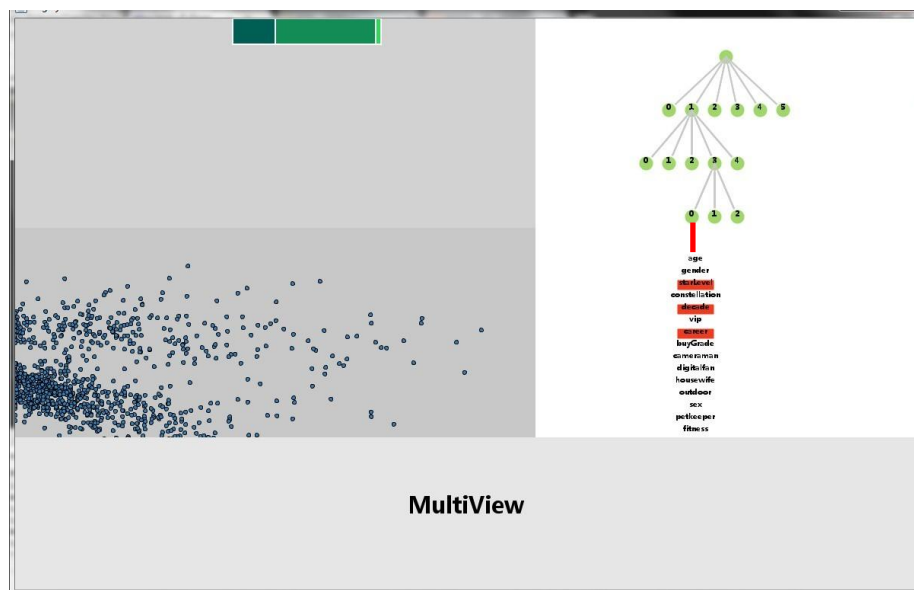 0 1 2 3 4 5
0 1 2 3 4
0 1 2
age
gender
starLevel
constellation
decade
vip
career
buyGrade
cameraman
digitalfan
housewife
outdoor
sex
petkeeper
fitness
MultiView